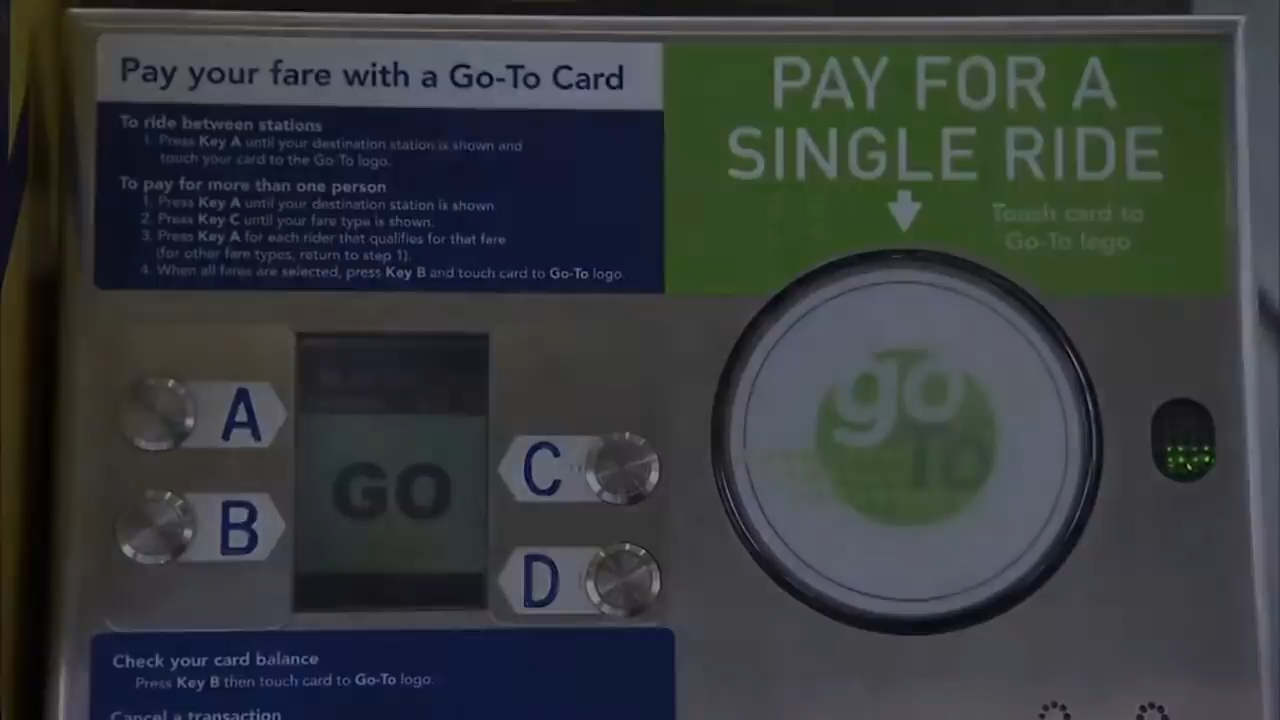 Pay your fare with a Go-To Card
To ride between stations
1. Press Key A until your destination station is shown and
touch your card to the Go-To logo.
To pay for more than one person
1. Press Key A until your destination station is shown
2. Press Key C until your fare type is shown.
3. Press Key A for each rider that qualifies for that fare
(for other fare types, return to step 1).
4. When all fares are selected, press Key B and touch card to Go-To logo.
PAY FOR A
SINGLE RIDE
Touch card to
Go-To logo
A
B
GO
C
D
go
to
Check your card balance
Press Key B then touch card to Go-To logo.
Cancel a transaction